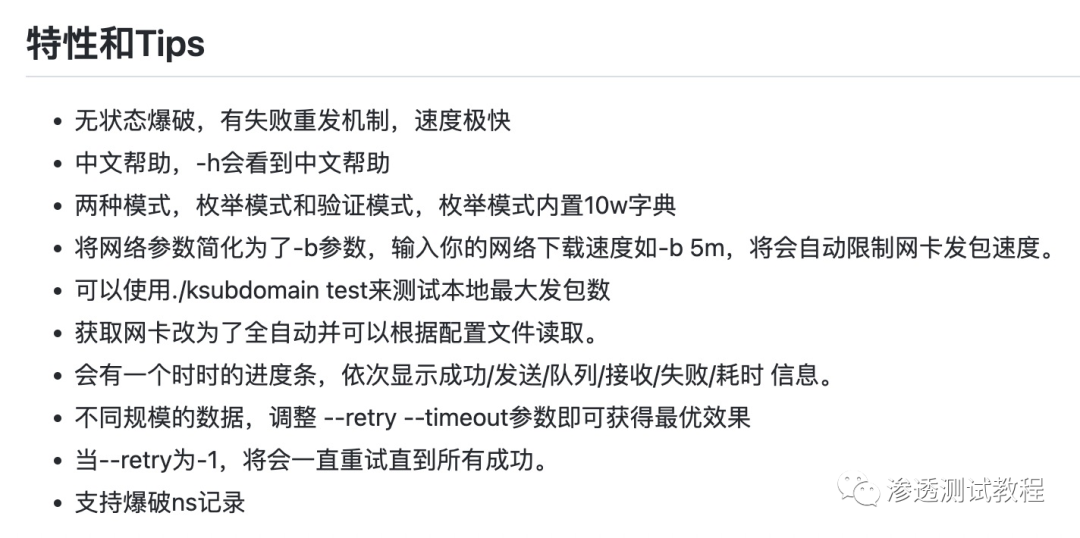 特性和Tips
• 无状态爆破，有失败重发机制，速度极快
• 中文帮助，-h会看到中文帮助
• 两种模式，枚举模式和验证模式，枚举模式内置10w字典
• 将网络参数简化为了-b参数，输入你的网络下载速度如-b 5m，将会自动限制网卡发包速度。
• 可以使用./ksubdomain test来测试本地最大发包数
• 获取网卡改为了全自动并可以根据配置文件读取。
• 会有一个时时的进度条，依次显示成功/发送/队列/接收/失败/耗时 信息。
• 不同规模的数据，调整 --retry --timeout参数即可获得最优效果
• 当--retry为-1，将会一直重试直到所有成功。
• 支持爆破ns记录
渗透测试教程